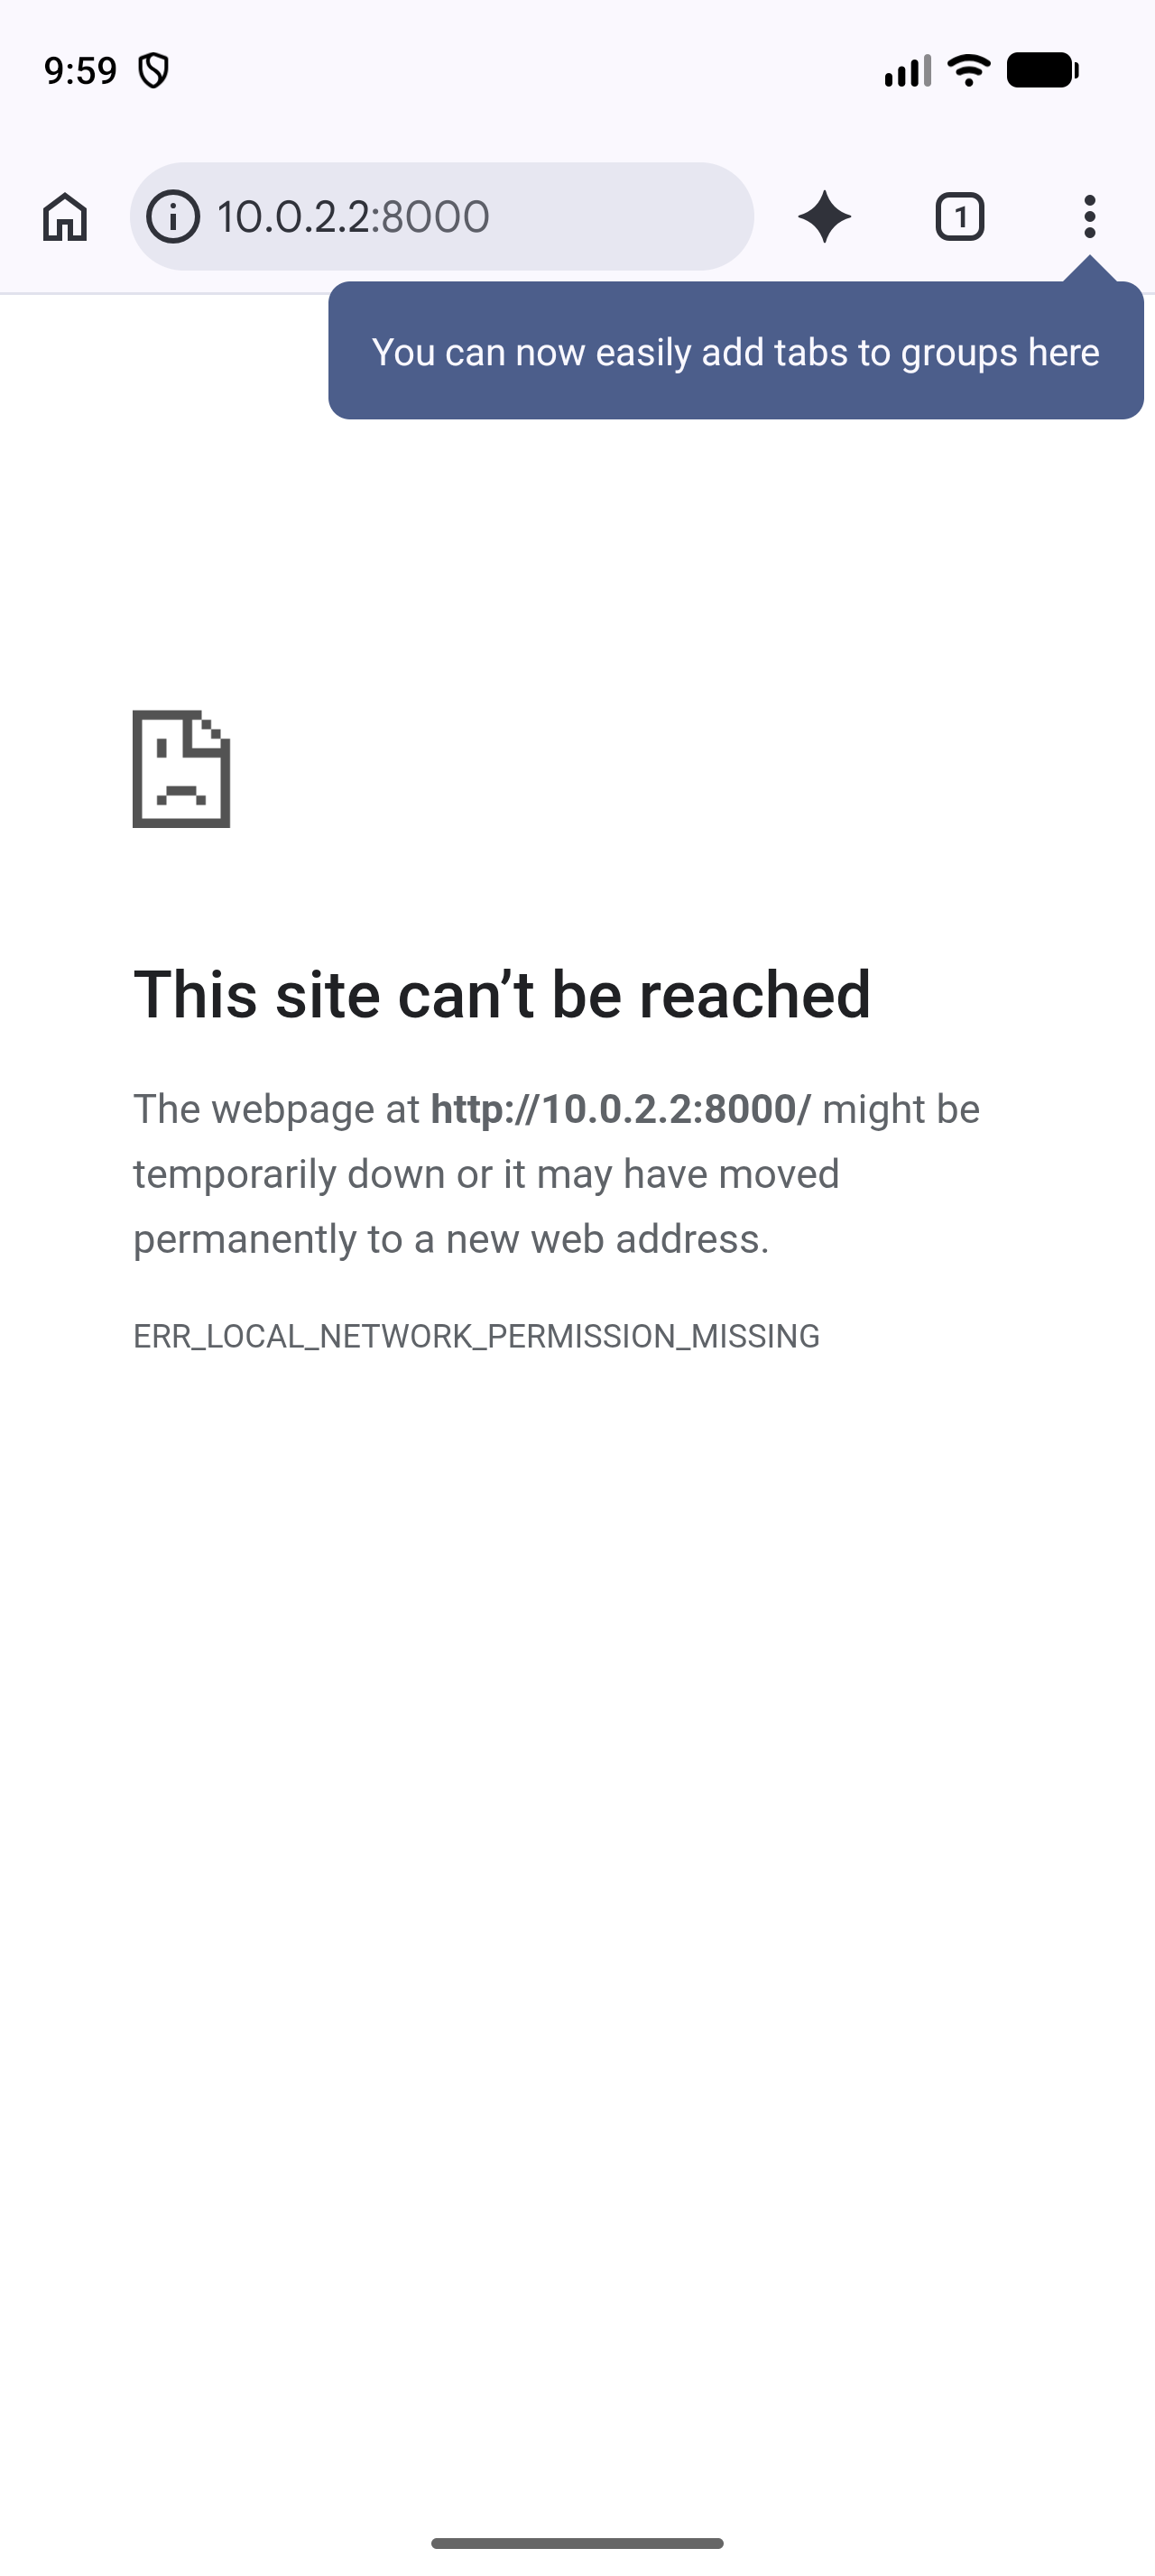 9:59
10.0.2.2:8000
1
You can now easily add tabs to groups here
This site can’t be reached
The webpage at http://10.0.2.2:8000/ might be
temporarily down or it may have moved
permanently to a new web address.
ERR_LOCAL_NETWORK_PERMISSION_MISSING